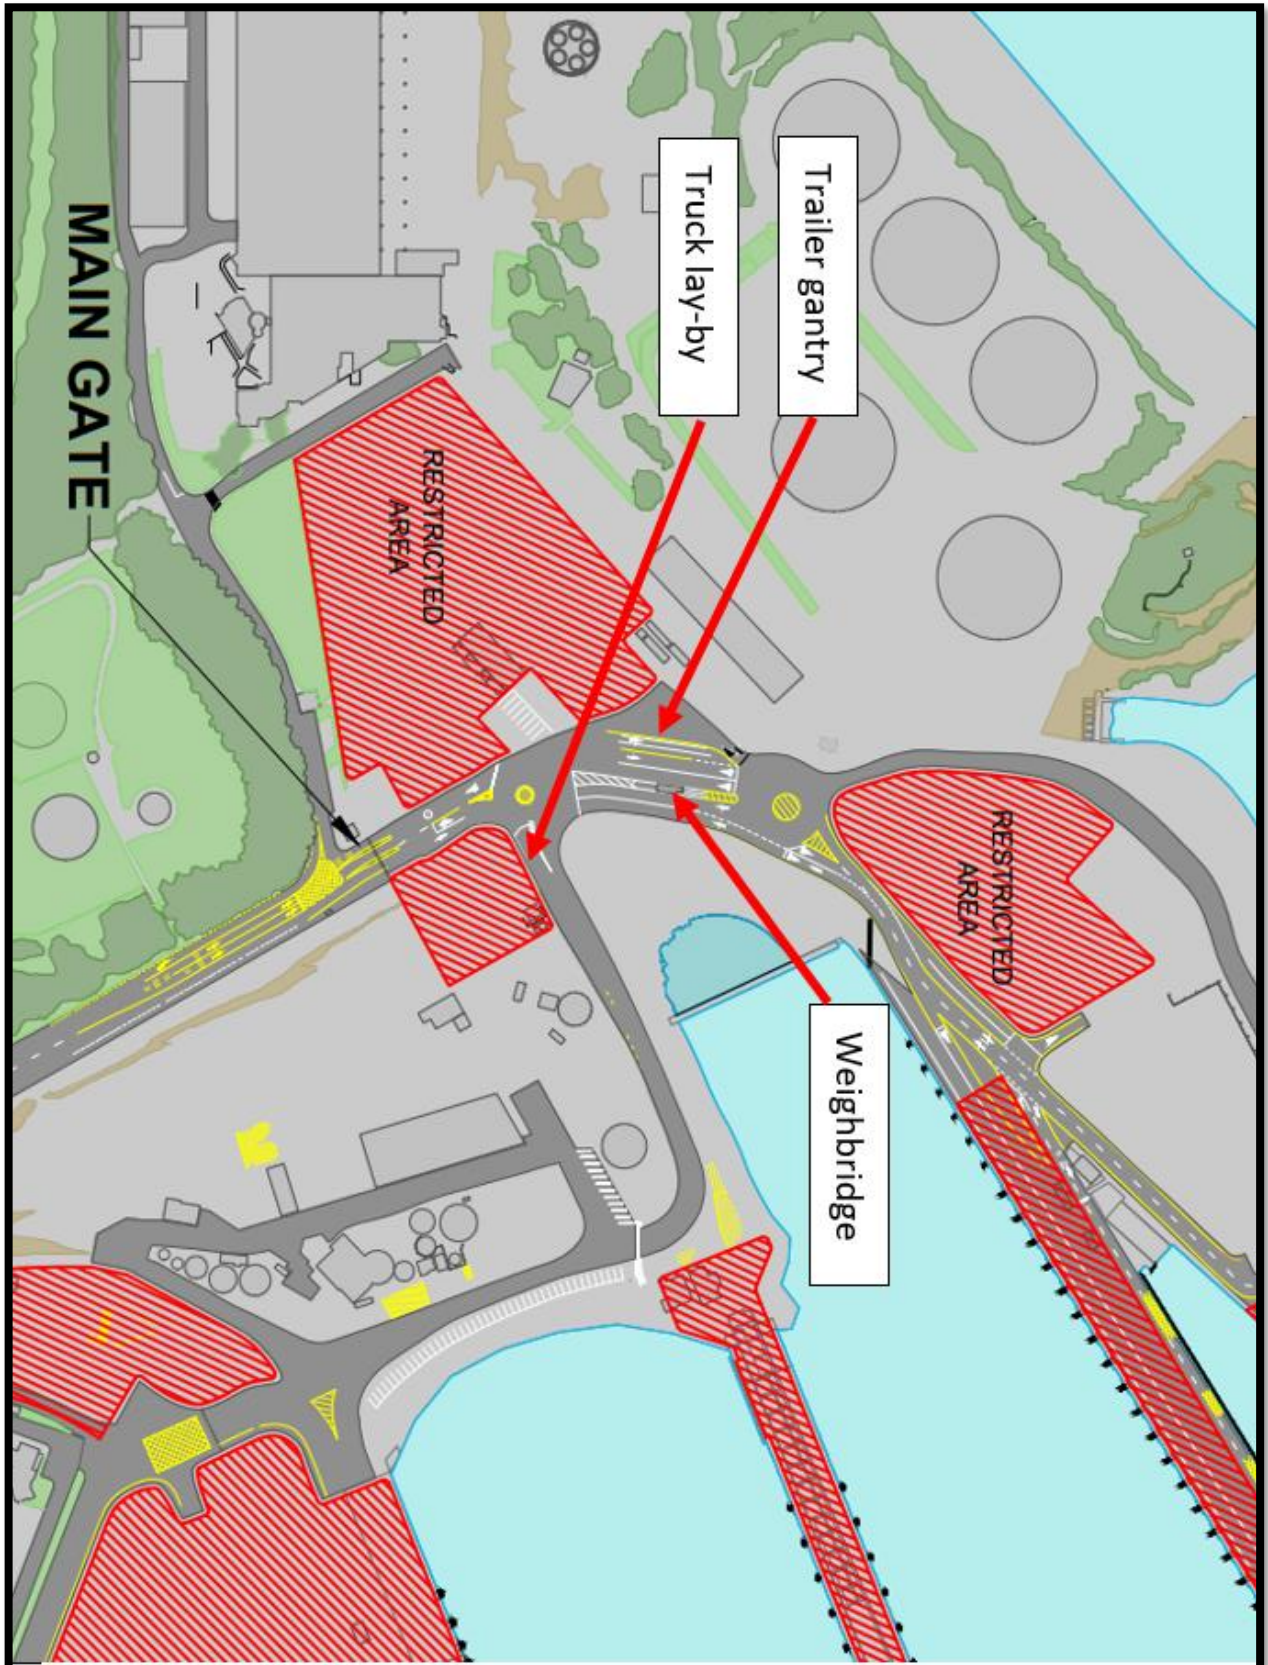 Trailer gantry
Truck lay-by
MAIN GATE
RESTRICTED
AREA
RESTRICTED
AREA
Weighbridge